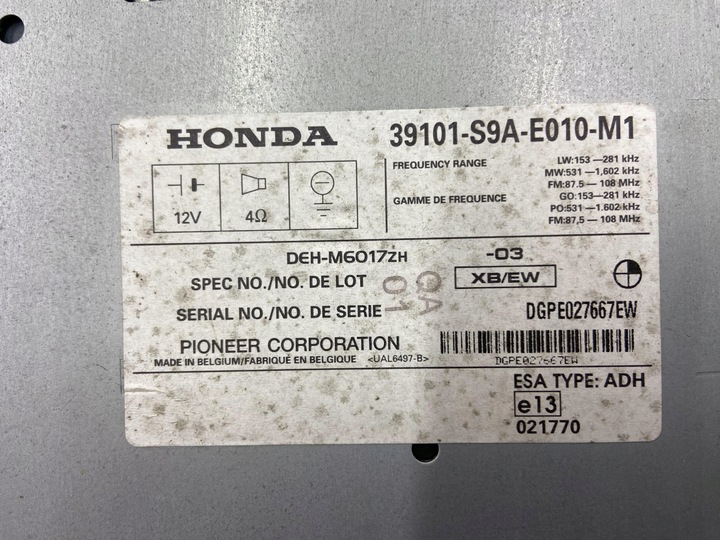 HONDA 39101-S9A-E010-M1
FREQUENCY RANGE LW:153—281 kHz
MW:531—1,602 kHz
FM:87.5 — 108 MHz
GAMME DE FREQUENCE GO:153—281 kHz
PO:531—1.602 kHz
FM:87,5 — 108 MHz
12V 4Ω
DEH-M6017ZH -03
SPEC NO./NO. DE LOT XB/EW
QA
01
SERIAL NO./NO. DE SERIE DGPE027667EW
PIONEER CORPORATION
MADE IN BELGIUM/FABRIQUÉ EN BELGIQUE <UAL6497-B> DGPE027667EW
ESA TYPE: ADH
e13
021770